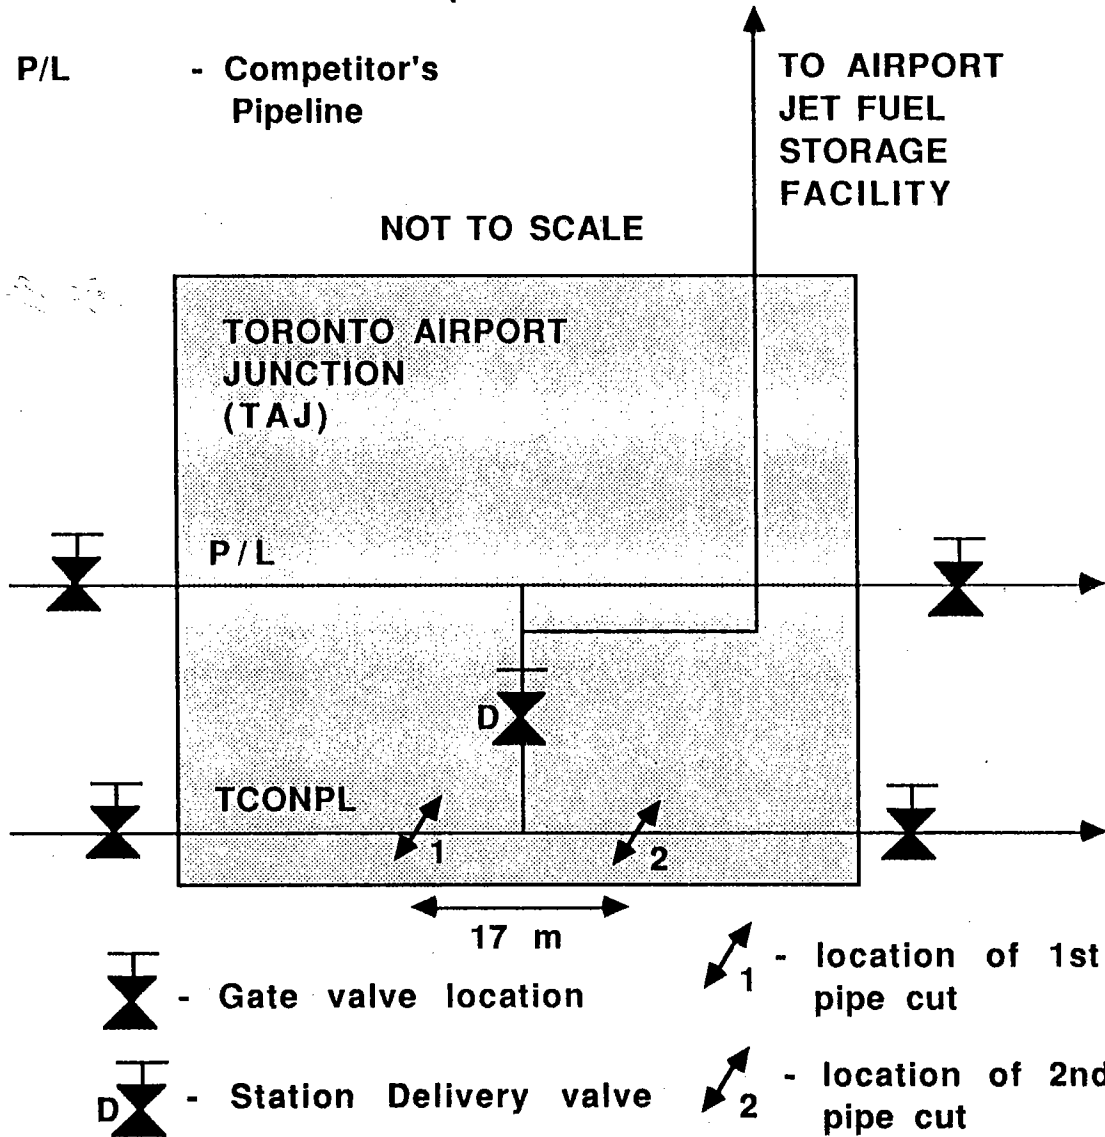 P/L - Competitor's
Pipeline
TO AIRPORT
JET FUEL
STORAGE
FACILITY
NOT TO SCALE
TORONTO AIRPORT
JUNCTION
(TAJ)
P/L
D
TCONPL
1
2
17 m
- Gate valve location
1 - location of 1st
pipe cut
D - Station Delivery valve
2 - location of 2nd
pipe cut